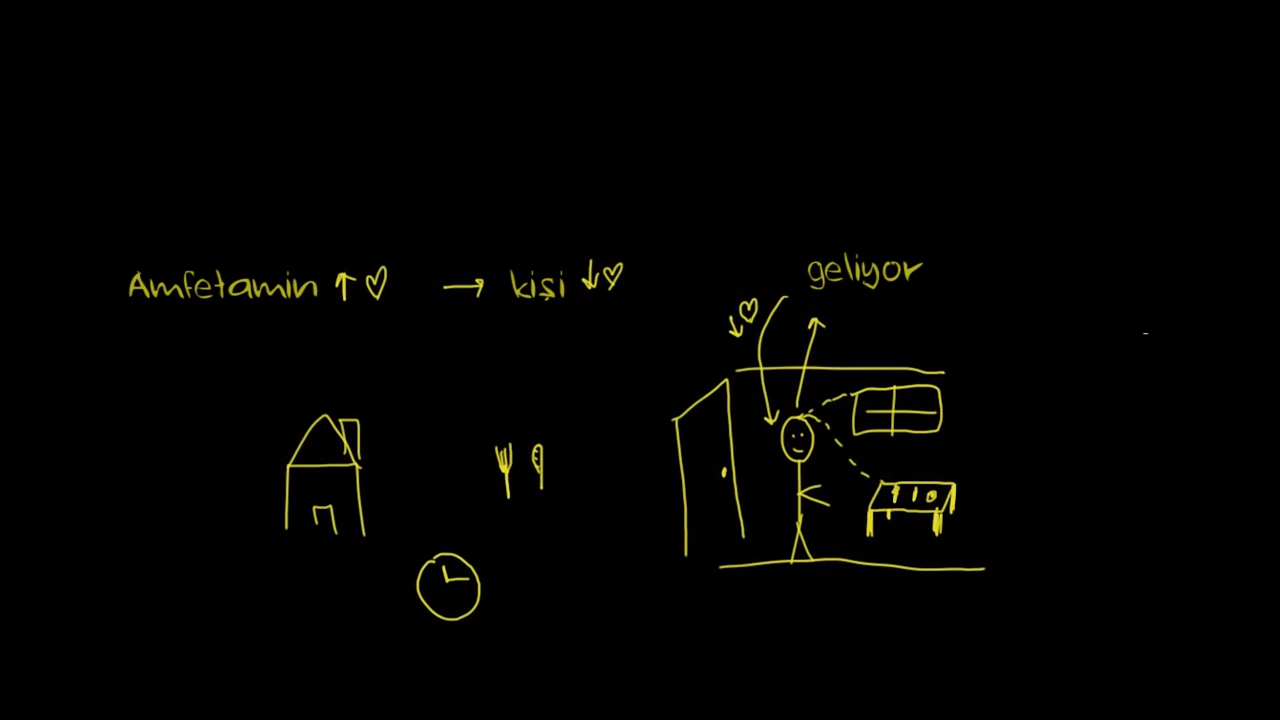 Amfetamin ↑♡ → kişi ↓♡
geliyor
↓♡